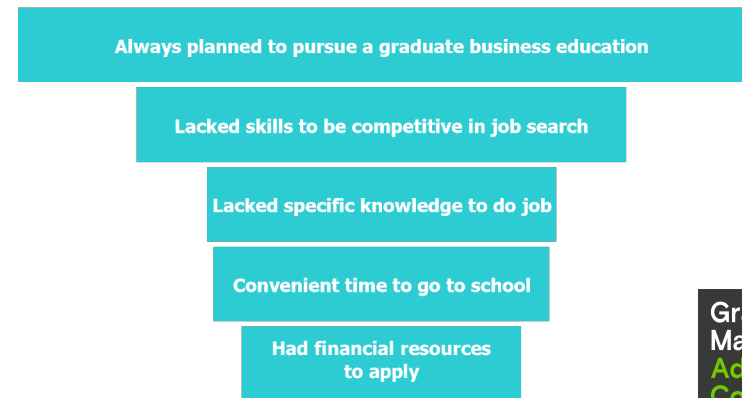 Always planned to pursue a graduate business education
Lacked skills to be competitive in job search
Lacked specific knowledge to do job
Convenient time to go to school
Had financial resources
to apply